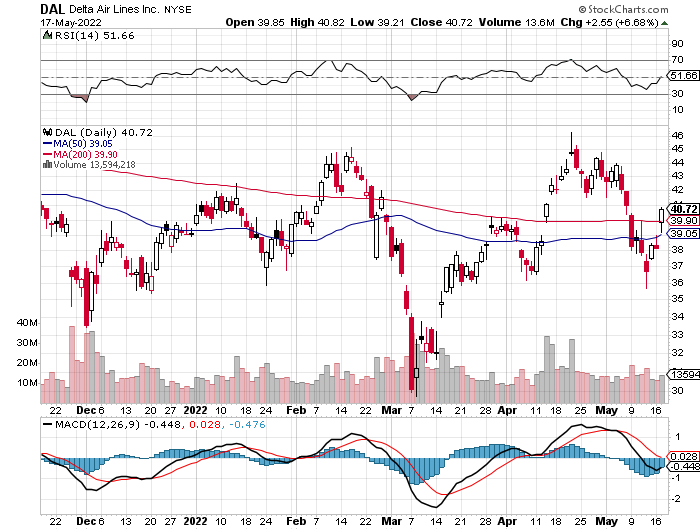 DAL Delta Air Lines Inc. NYSE © StockCharts.com
17-May-2022 Open 39.85 High 40.82 Low 39.21 Close 40.72 Volume 13.6M Chg +2.55 (+6.68%)
RSI(14) 51.66
90
70
51.66
30
10
DAL (Daily) 40.72
MA(50) 39.05
MA(200) 39.90
Volume 13,594,218
46
45
44
43
42
41
40.72
39.90
39.05
38
37
36
35
34
33
32
31
30
40M
30M
20M
10M
13594
22 Dec 6 13 20 27 2022 10 18 24 Feb 7 14 22 Mar 7 14 21 28 Apr 11 18 25 May 9 16
MACD(12,26,9) -0.448, 0.028, -0.476
1
0.028
-0.448
-1
-2
22 Dec 6 13 20 27 2022 10 18 24 Feb 7 14 22 Mar 7 14 21 28 Apr 11 18 25 May 9 16